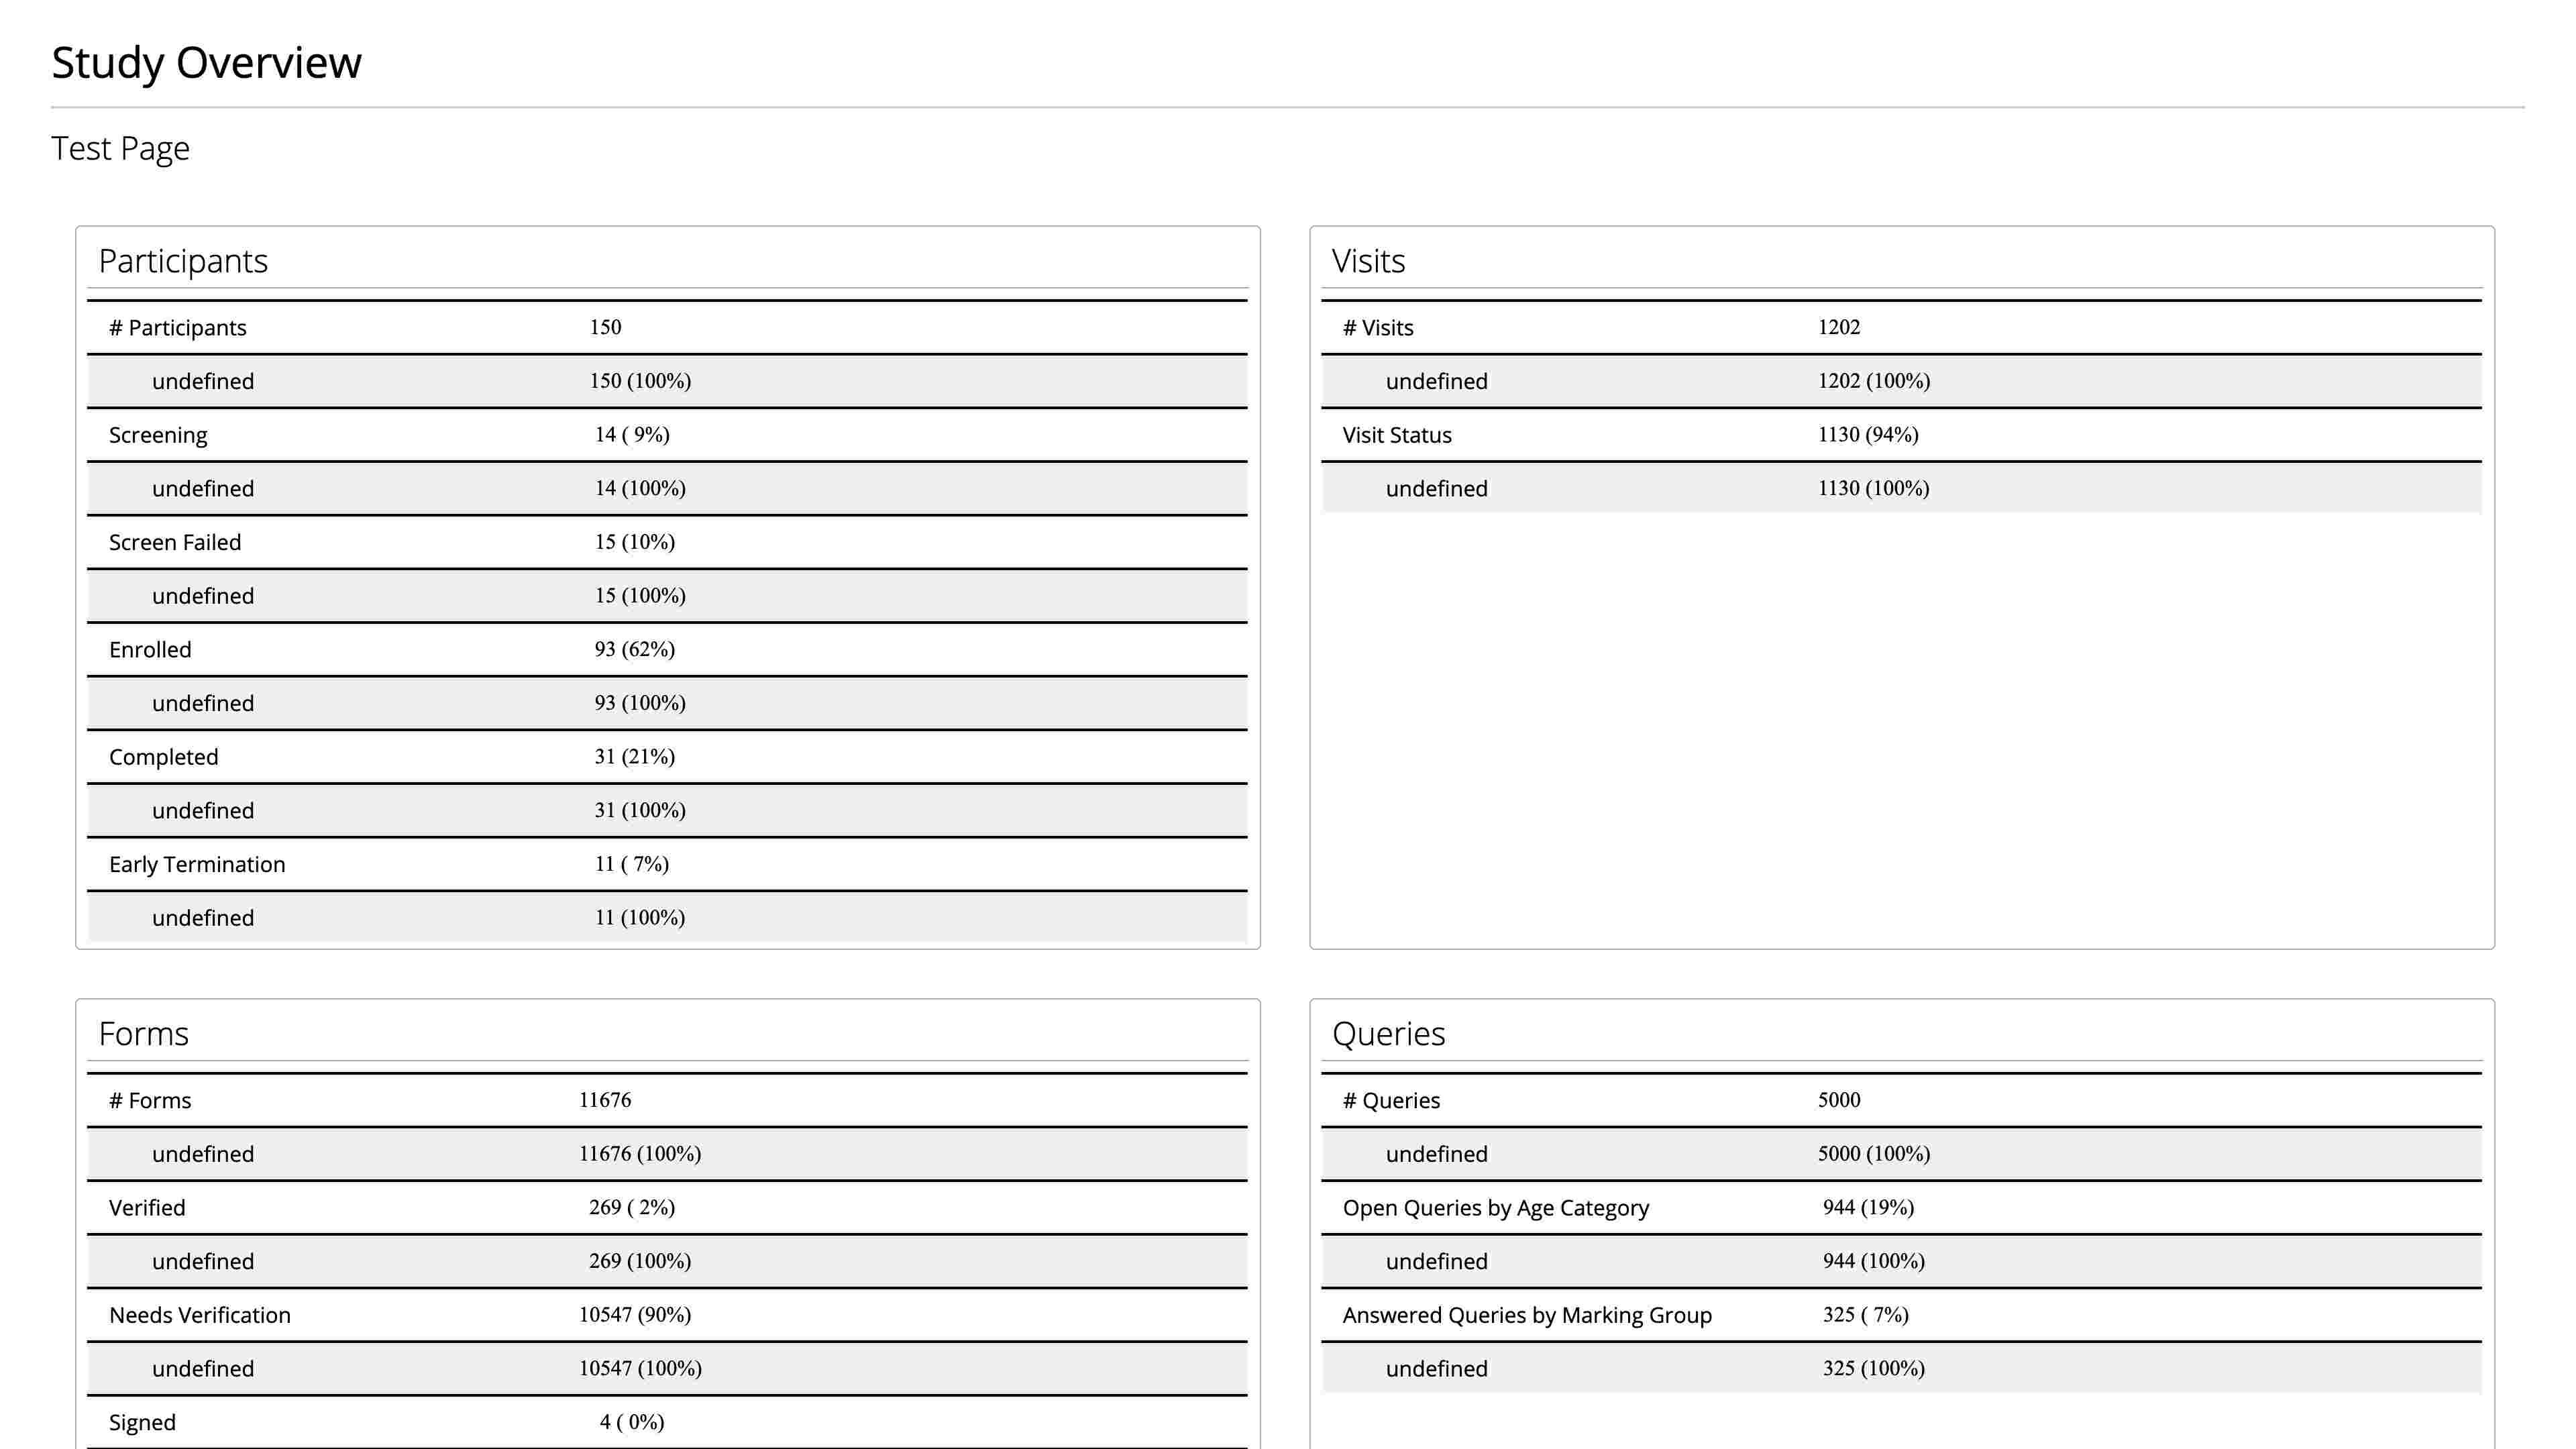 Study Overview
Test Page
Participants
# Participants 150
undefined 150 (100%)
Screening 14 ( 9%)
undefined 14 (100%)
Screen Failed 15 (10%)
undefined 15 (100%)
Enrolled 93 (62%)
undefined 93 (100%)
Completed 31 (21%)
undefined 31 (100%)
Early Termination 11 ( 7%)
undefined 11 (100%)
Visits
# Visits 1202
undefined 1202 (100%)
Visit Status 1130 (94%)
undefined 1130 (100%)
Forms
# Forms 11676
undefined 11676 (100%)
Verified 269 ( 2%)
undefined 269 (100%)
Needs Verification 10547 (90%)
undefined 10547 (100%)
Signed 4 ( 0%)
Queries
# Queries 5000
undefined 5000 (100%)
Open Queries by Age Category 944 (19%)
undefined 944 (100%)
Answered Queries by Marking Group 325 ( 7%)
undefined 325 (100%)